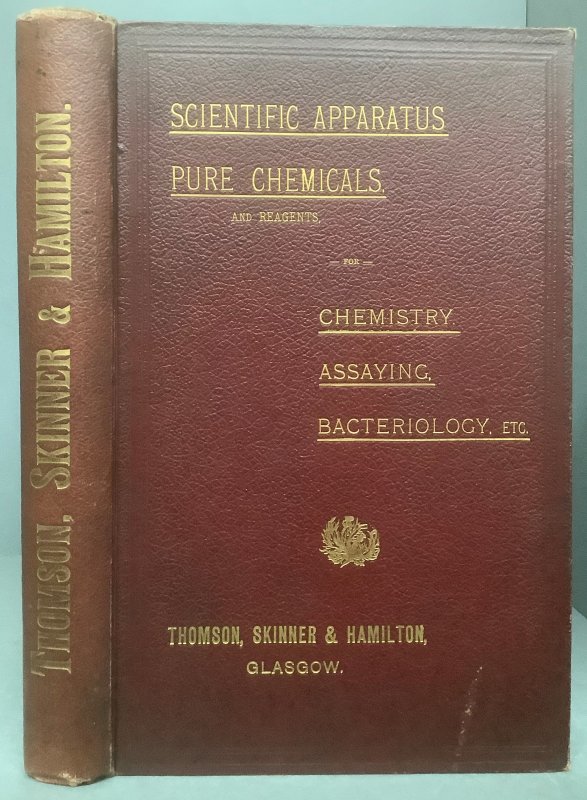 THOMSON, SKINNER & HAMILTON.
SCIENTIFIC APPARATUS
PURE CHEMICALS,
AND REAGENTS,
— FOR —
CHEMISTRY
ASSAYING,
BACTERIOLOGY, ETC.
THOMSON, SKINNER & HAMILTON,
GLASGOW.